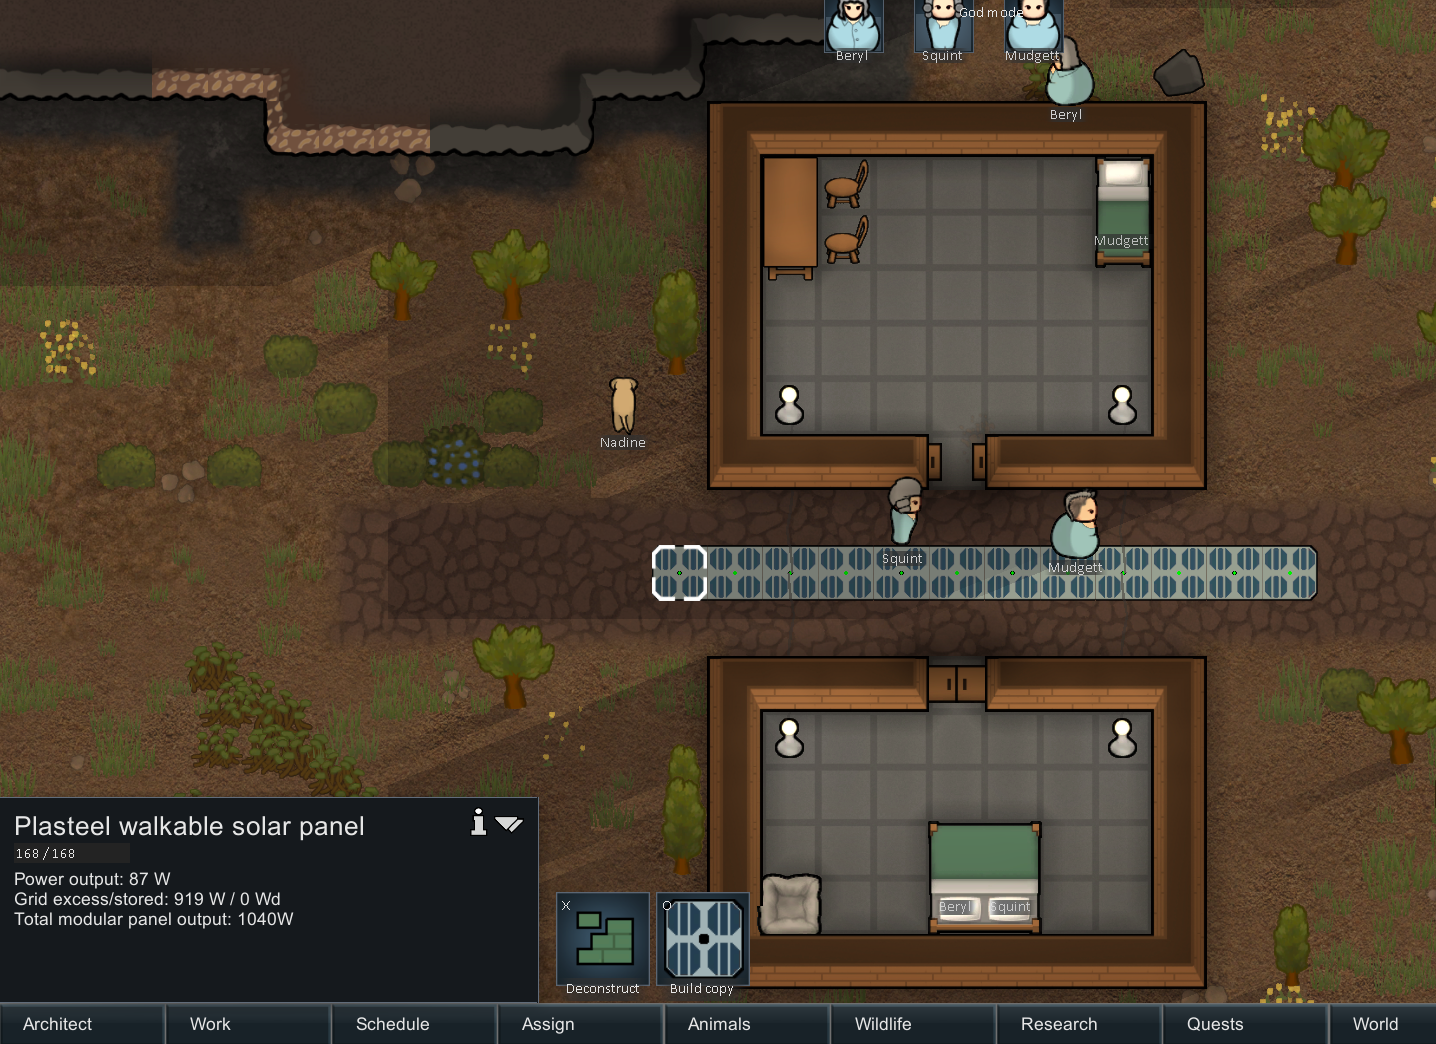 God mode
Beryl
Squint
Mudgett
Beryl
Mudgett
Nadine
Squint
Mudgett
Plasteel walkable solar panel
168 / 168
Power output: 87 W
Grid excess/stored: 919 W / 0 Wd
Total modular panel output: 1040W
X
O
Deconstruct
Build copy
Beryl
Squint
Architect
Work
Schedule
Assign
Animals
Wildlife
Research
Quests
World